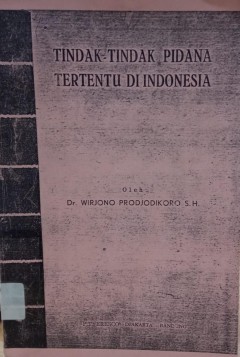 TINDAK-TINDAK PIDANA
TERTENTU DI INDONESIA
Oleh
Dr. WIRJONO PRODJODIKORO S.H.